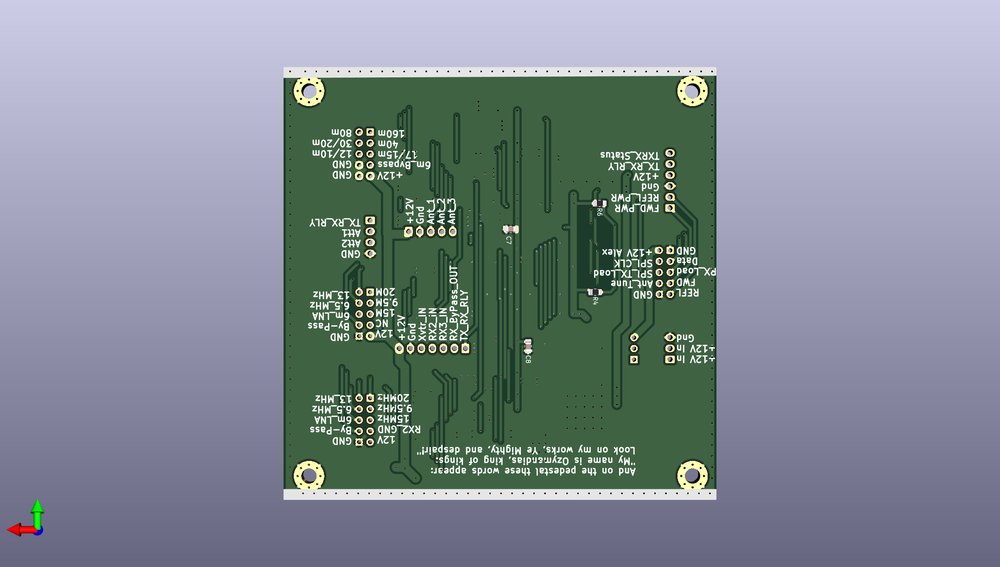 80m 160m
30/20m 40m
12/10m 17/15m
GND 6m_Bypass
GND +12V
TX_RX_RLY
Att1
Att2
GND
+12V
Gnd
Ant_1
Ant_2
Ant_3
TXRX_Status
TX_RX_RLY
+12V
Gnd
REFL_PWR
FWD_PWR
R6
C7
R4
C8
+12V Alex GND
SPI_CLK Data
SPI_TX_Load RX_Load
Ant_Tune FWD
GND REFL
13_MHz 20M
6.5_MHz 9.5M
6m_LNA 15M
By-Pass NC
GND 12V
+12V
Gnd
Xvtr_IN
RX2_IN
RX3_IN
RX_ByPass_OUT
TX_RX_RLY
Gnd
+12V In
+12V In
13_MHz 20MHz
6.5_MHz 9.5MHz
6m_LNA 15MHz
By-Pass RX2_GND
GND 12V
And on the pedestal these words appear:
"My name is Ozymandias, king of kings:
Look on my works, Ye Mighty, and despair!"